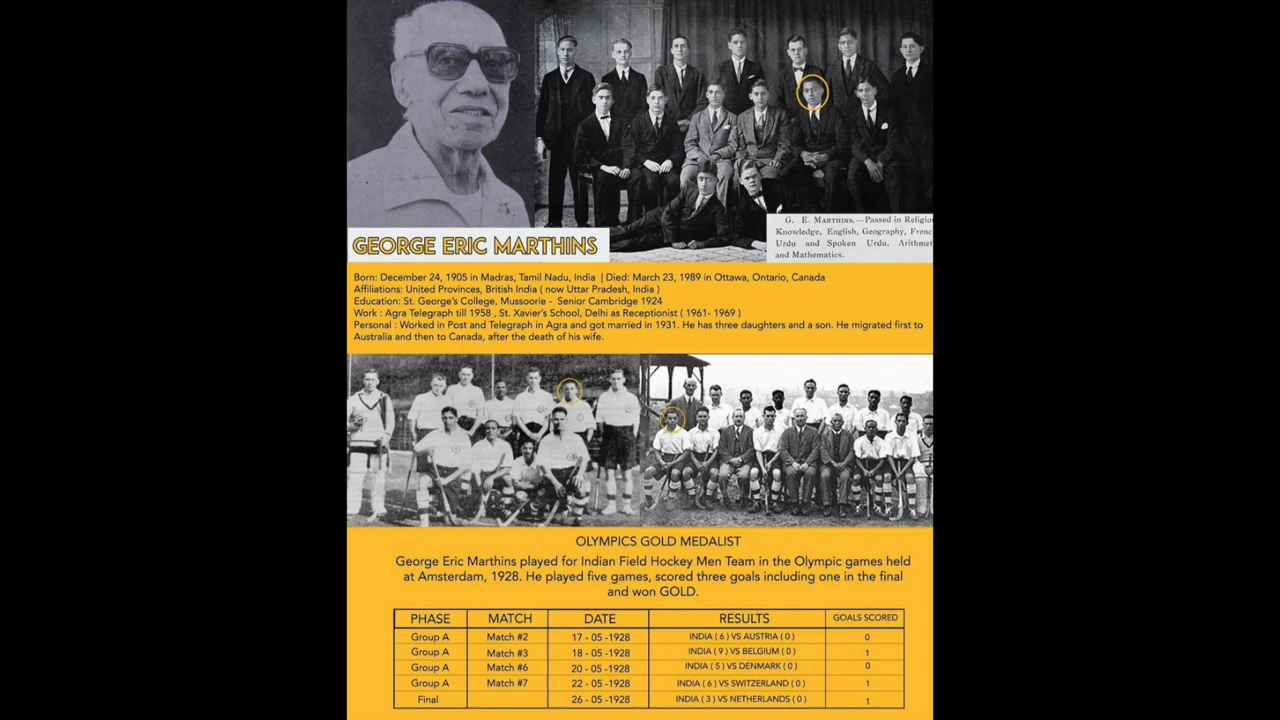 G. E. MARTHINS.—Passed in Religio
Knowledge, English, Geography, Frenc
Urdu and Spoken Urdu, Arithmet
and Mathematics.
GEORGE ERIC MARTHINS
Born: December 24, 1905 in Madras, Tamil Nadu, India | Died: March 23, 1989 in Ottawa, Ontario, Canada
Affiliations: United Provinces, British India ( now Uttar Pradesh, India )
Education: St. George's College, Mussoorie - Senior Cambridge 1924
Work : Agra Telegraph till 1958 , St. Xavier's School, Delhi as Receptionist ( 1961- 1969 )
Personal : Worked in Post and Telegraph in Agra and got married in 1931. He has three daughters and a son. He migrated first to
Australia and then to Canada, after the death of his wife.
OLYMPICS GOLD MEDALIST
George Eric Marthins played for Indian Field Hockey Men Team in the Olympic games held
at Amsterdam, 1928. He played five games, scored three goals including one in the final
and won GOLD.
PHASE MATCH DATE RESULTS GOALS SCORED
Group A Match #2 17 - 05 -1928 INDIA ( 6 ) VS AUSTRIA ( 0 ) 0
Group A Match #3 18 - 05 -1928 INDIA ( 9 ) VS BELGIUM ( 0 ) 1
Group A Match #6 20 - 05 -1928 INDIA ( 5 ) VS DENMARK ( 0 ) 0
Group A Match #7 22 - 05 -1928 INDIA ( 6 ) VS SWITZERLAND ( 0 ) 1
Final 26 - 05 -1928 INDIA ( 3 ) VS NETHERLANDS ( 0 ) 1